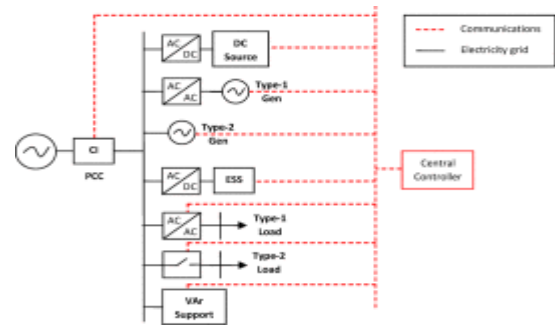 Communications
Electricity grid
AC
DC
DC
Source
AC
AC
Type-1
Gen
Type-2
Gen
CI
PCC
AC
DC
ESS
Central
Controller
AC
AC
Type-1
Load
Type-2
Load
VAr
Support